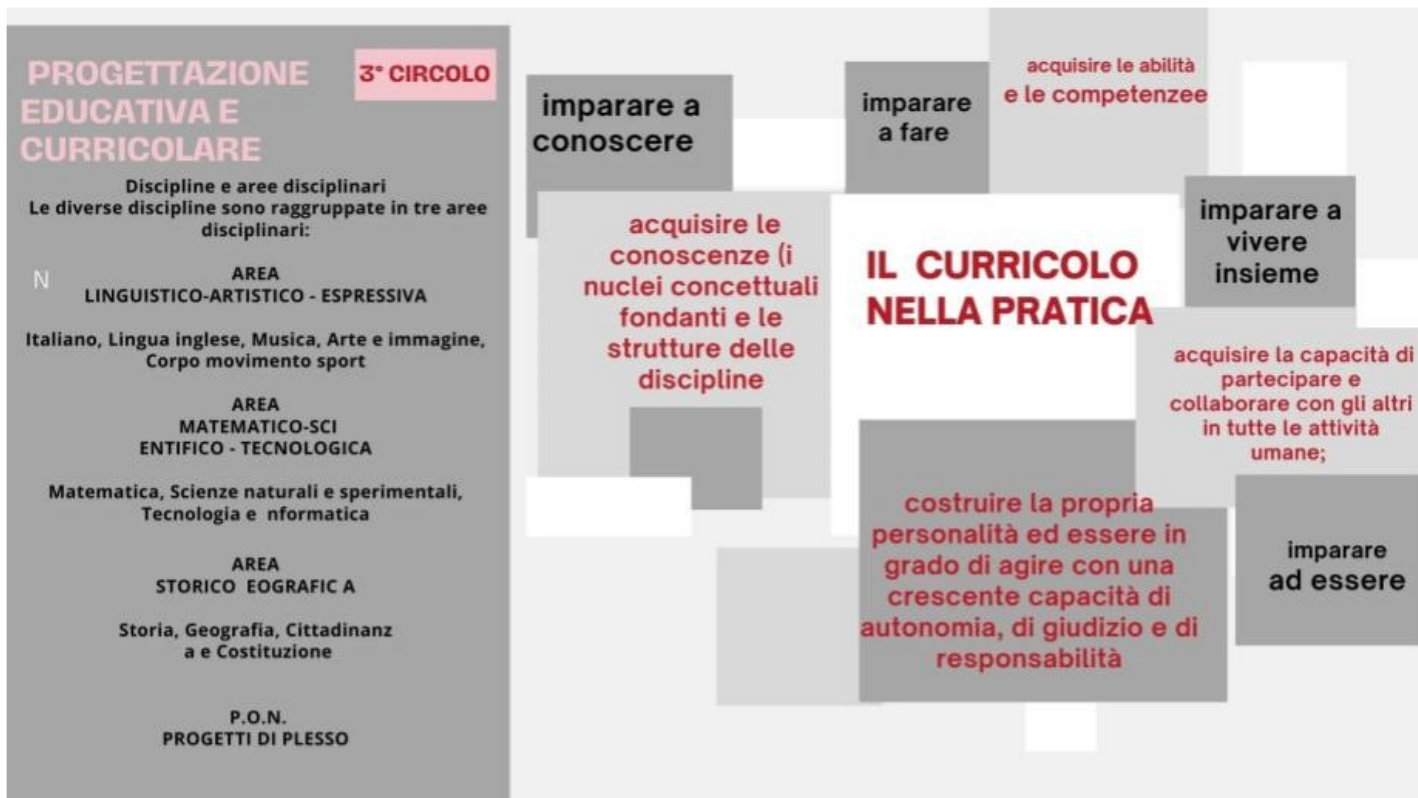 PROGETTAZIONE
EDUCATIVA E
CURRICOLARE
3° CIRCOLO
Discipline e aree disciplinari
Le diverse discipline sono raggruppate in tre aree
disciplinari:
N
AREA
LINGUISTICO-ARTISTICO - ESPRESSIVA
Italiano, Lingua inglese, Musica, Arte e immagine,
Corpo movimento sport
AREA
MATEMATICO-SCI
ENTIFICO - TECNOLOGICA
Matematica, Scienze naturali e sperimentali,
Tecnologia e nformatica
AREA
STORICO EOGRAFIC A
Storia, Geografia, Cittadinanz
a e Costituzione
P.O.N.
PROGETTI DI PLESSO
imparare a
conoscere
acquisire le
conoscenze (i
nuclei concettuali
fondanti e le
strutture delle
discipline
imparare
a fare
acquisire le abilità
e le competenzee
IL CURRICOLO
NELLA PRATICA
imparare a
vivere
insieme
acquisire la capacità di
partecipare e
collaborare con gli altri
in tutte le attività
umane;
costruire la propria
personalità ed essere in
grado di agire con una
crescente capacità di
autonomia, di giudizio e di
responsabilità
imparare
ad essere